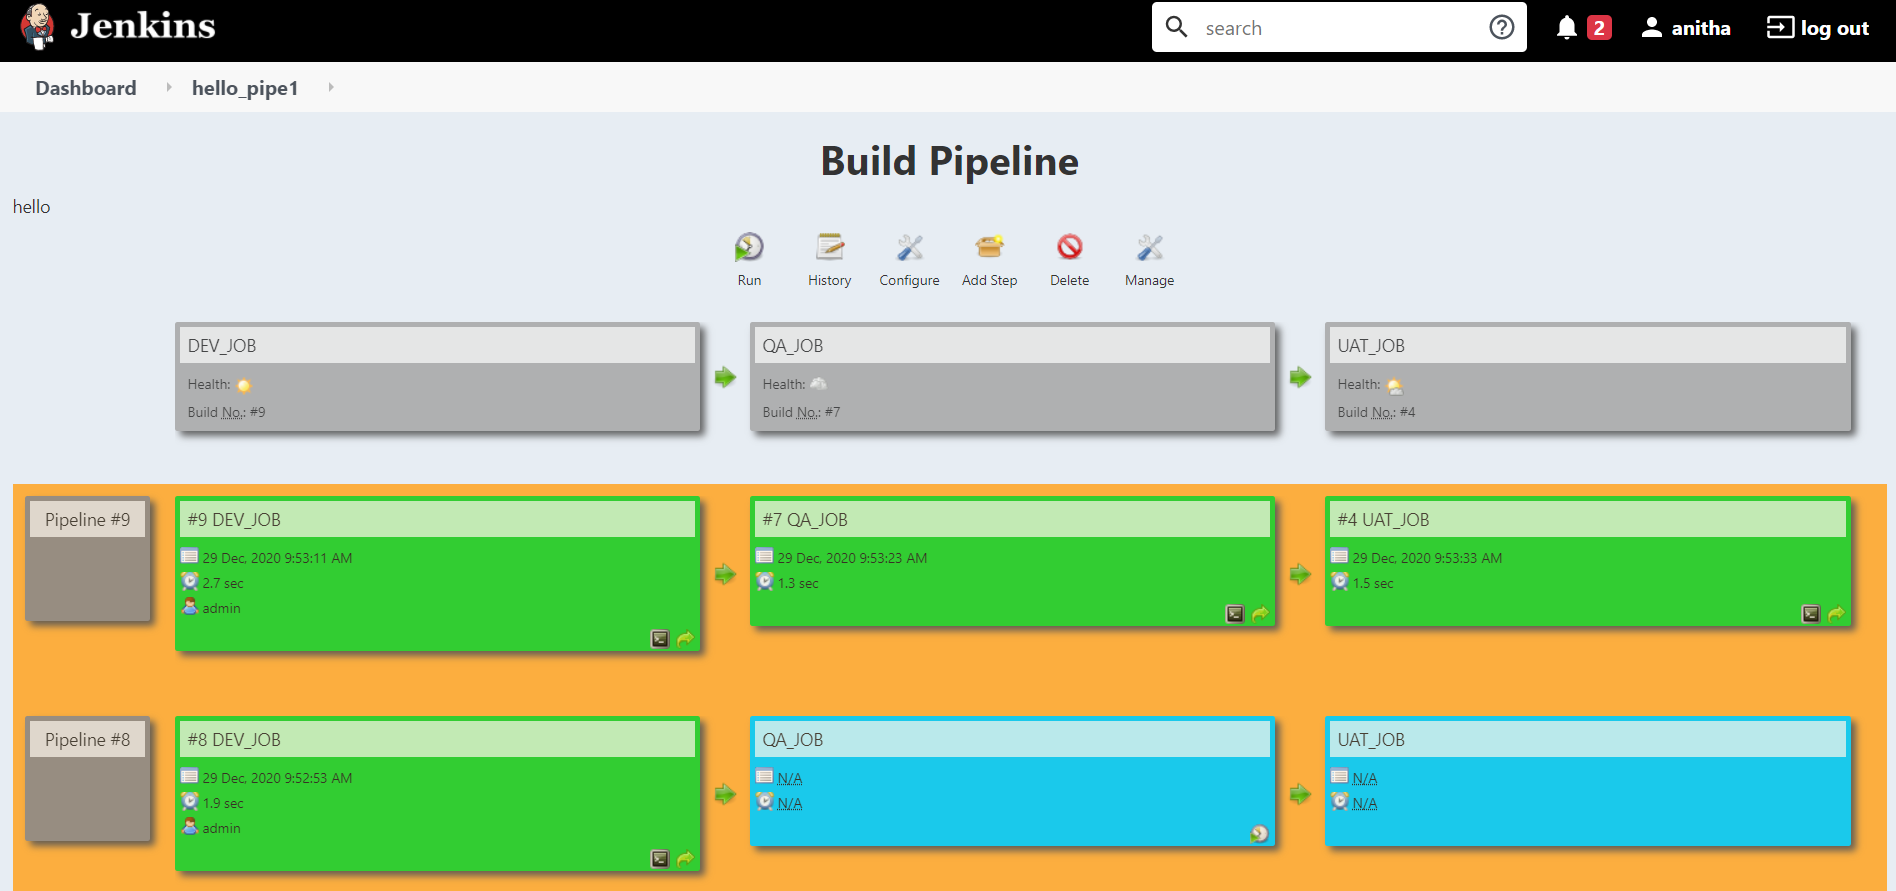 Jenkins
search
2
anitha
log out
Dashboard
hello_pipe1
Build Pipeline
hello
Run
History
Configure
Add Step
Delete
Manage
DEV_JOB
Health:
Build No.: #9
QA_JOB
Health:
Build No.: #7
UAT_JOB
Health:
Build No.: #4
Pipeline #9
#9 DEV_JOB
29 Dec, 2020 9:53:11 AM
2.7 sec
admin
#7 QA_JOB
29 Dec, 2020 9:53:23 AM
1.3 sec
#4 UAT_JOB
29 Dec, 2020 9:53:33 AM
1.5 sec
Pipeline #8
#8 DEV_JOB
29 Dec, 2020 9:52:53 AM
1.9 sec
admin
QA_JOB
N/A
N/A
UAT_JOB
N/A
N/A